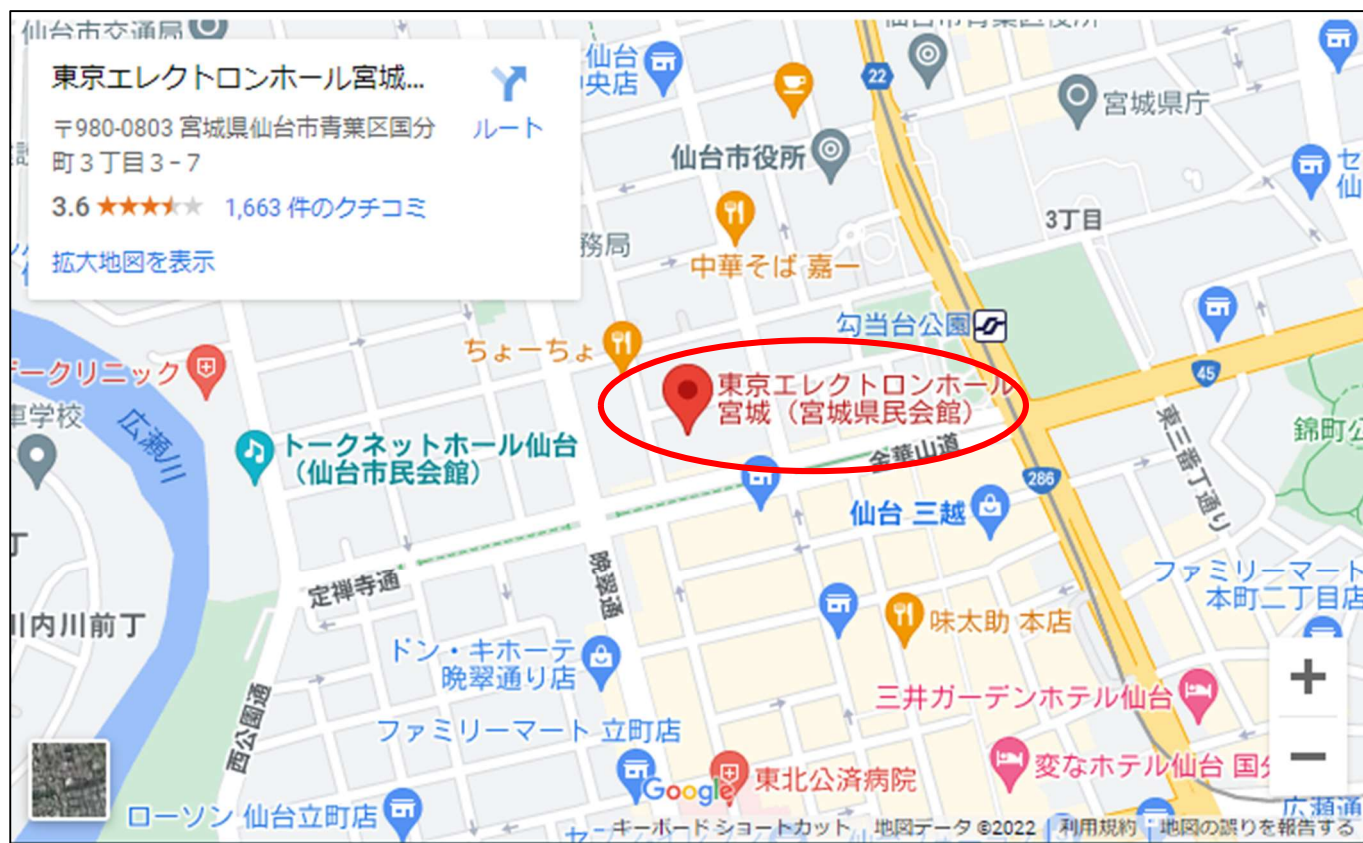 仙台市交通局
東京エレクトロンホール宮城...
〒980-0803 宮城県仙台市青葉区国分
町3丁目3-7
ルート
3.6
1,663 件のクチコミ
拡大地図を表示
仙台
中央店
22
宮城県庁
仙台市役所
セ
仙
3丁目
務局
中華そば 嘉一
勾当台公園
ちょーちょ
クリニック
45
東京エレクトロンホール
宮城（宮城県民会館）
車学校
広瀬川
トークネットホール仙台
（仙台市民会館）
金華山道
東三番丁通り
錦町公
286
仙台 三越
定禅寺通
晩翠通
ファミリーマート
本町二丁目店
川内川前丁
味太助 本店
ドン・キホーテ
晩翠通り店
三井ガーデンホテル仙台
+
西公園通
ファミリーマート 立町店
変なホテル仙台 国分
−
東北公済病院
Google
ローソン 仙台立町店
広瀬通
キーボード ショートカット 地図データ ©2022 利用規約 地図の誤りを報告する